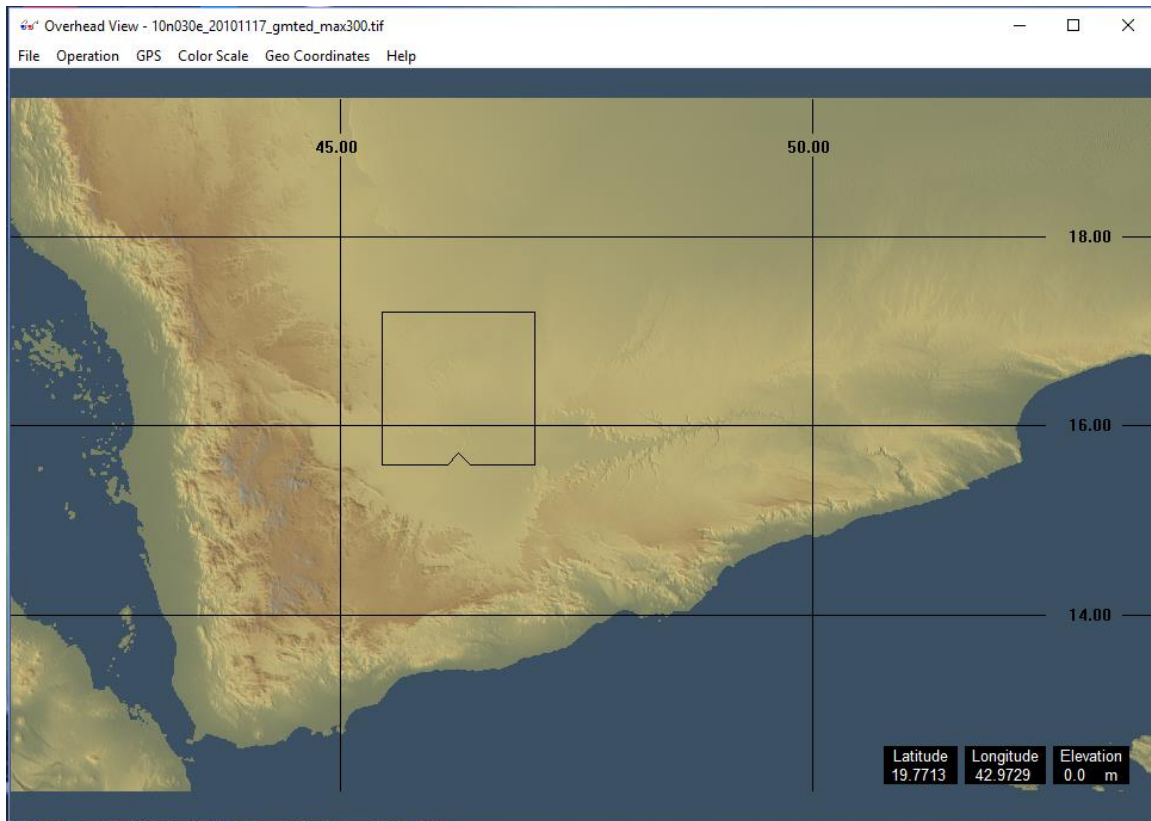 Overhead View - 10n030e_20101117_gmted_max300.tif
File Operation GPS Color Scale Geo Coordinates Help
45.00 50.00
18.00
16.00
14.00
Latitude Longitude Elevation
19.7713 42.9729 0.0 m